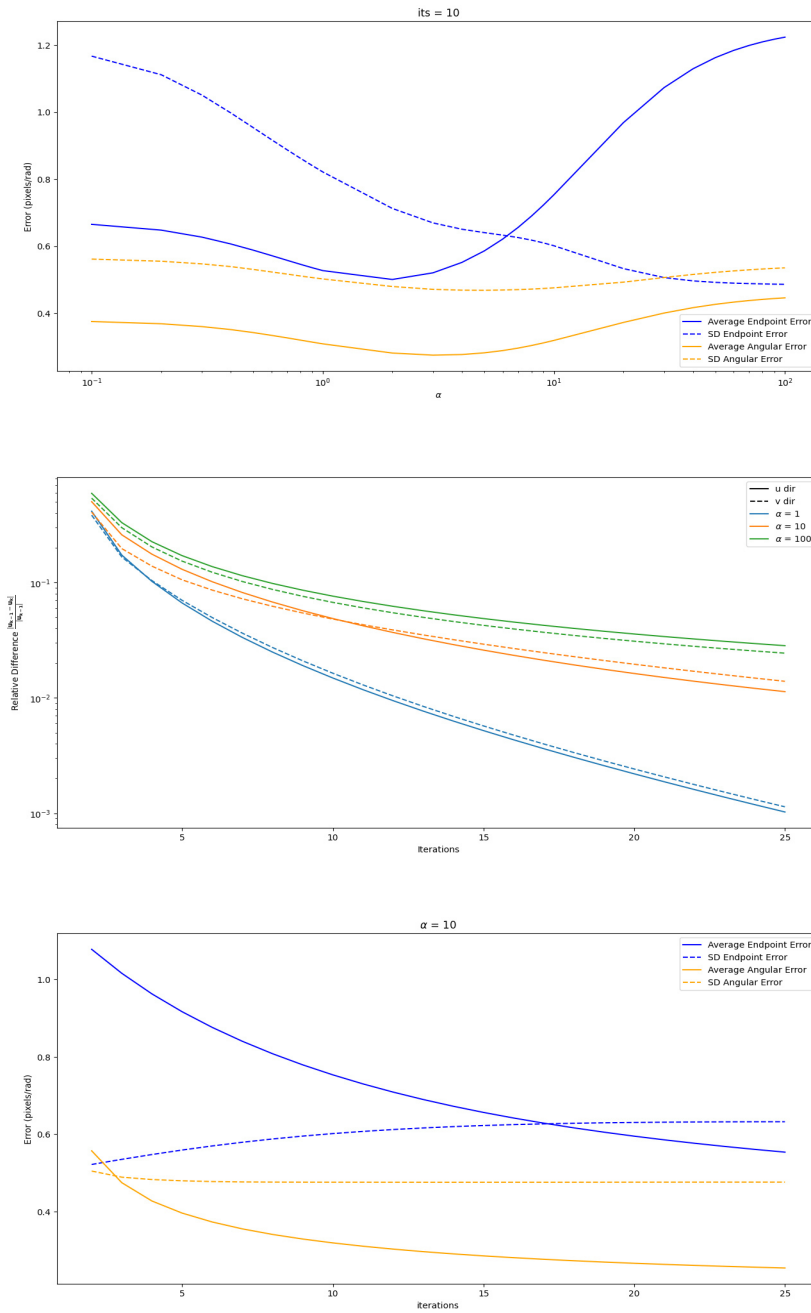 its = 10
1.2
1.0
0.8
0.6
0.4
Error (pixels/rad)
Average Endpoint Error
SD Endpoint Error
Average Angular Error
SD Angular Error
10⁻¹ 10⁰ 10¹ 10²
α
u dir
v dir
α = 1
α = 10
α = 100
10⁻¹
10⁻²
10⁻³
Relative Difference
5 10 15 20 25
Iterations
α = 10
Average Endpoint Error
SD Endpoint Error
Average Angular Error
SD Angular Error
1.0
0.8
0.6
0.4
Error (pixels/rad)
5 10 15 20 25
iterations